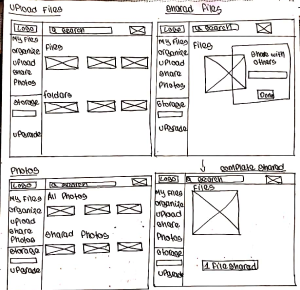 Upload Files
Logo
Search
My Files
organize
upload
share
Photos
Storage
upgrade
Files
folders
Shared Files
Logo
Search
My Files
organize
upload
share
Photos
Storage
upgrade
Files
Share with
others
Done
Photos
Logo
Search
My Files
organize
upload
share
Photos
Storage
upgrade
All Photos
Shared Photos
complete shared
Logo
Search
My Files
organize
upload
share
Photos
Storage
upgrade
Files
1 File shared